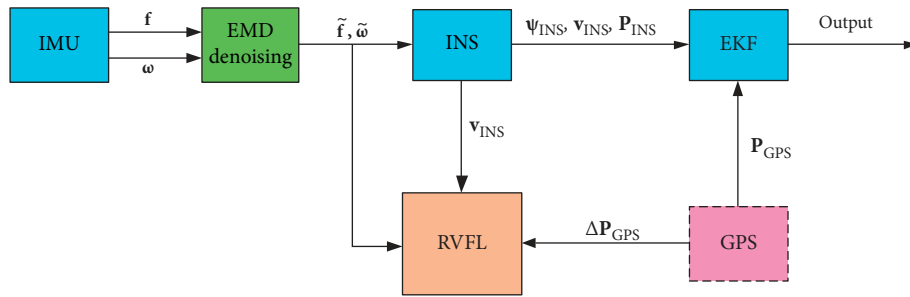 IMU
f
ω
EMD
denoising
f̃, ω̃
INS
ψINS, vINS, PINS
EKF
Output
vINS
PGPS
RVFL
ΔPGPS
GPS